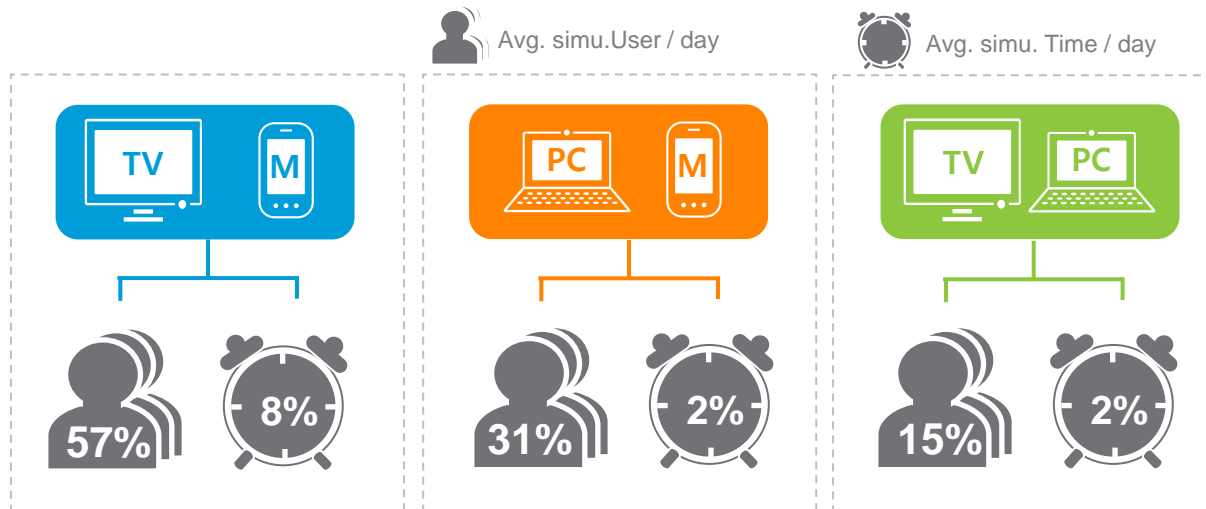 Avg. simu.User / day
Avg. simu. Time / day
TV M
PC M
TV PC
57% 8%
31% 2%
15% 2%